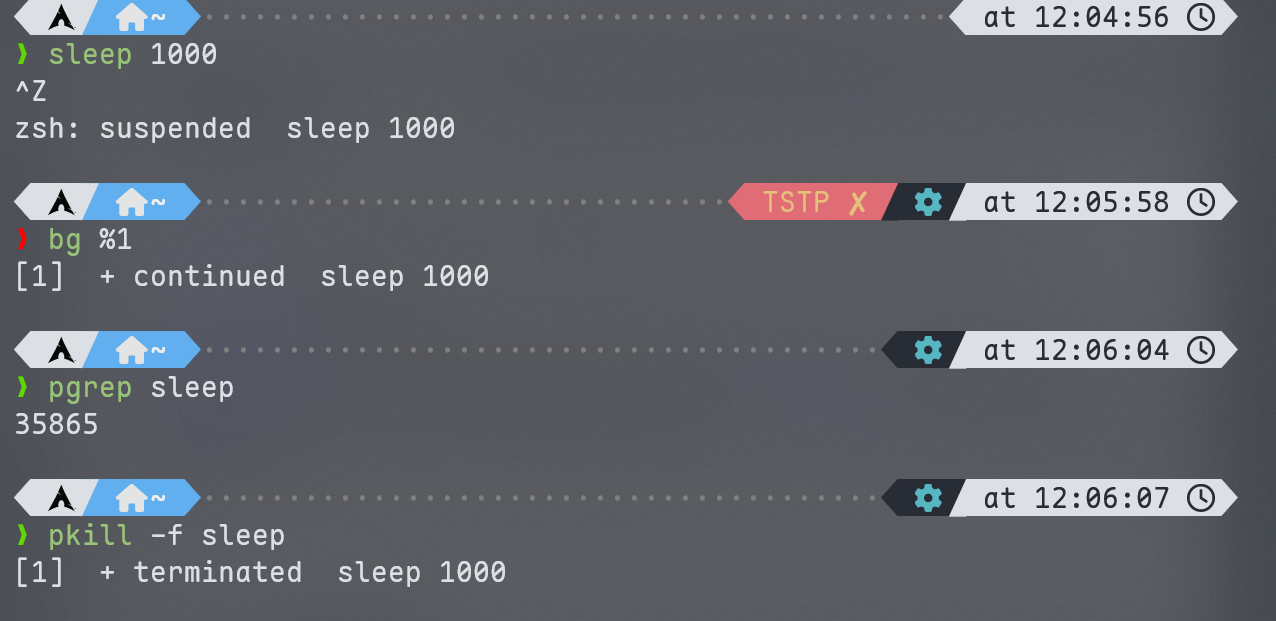 ~ at 12:04:56
❯ sleep 1000
^Z
zsh: suspended  sleep 1000
~ TSTP ✘ at 12:05:58
❯ bg %1
[1]  + continued  sleep 1000
~ at 12:06:04
❯ pgrep sleep
35865
~ at 12:06:07
❯ pkill -f sleep
[1]  + terminated  sleep 1000